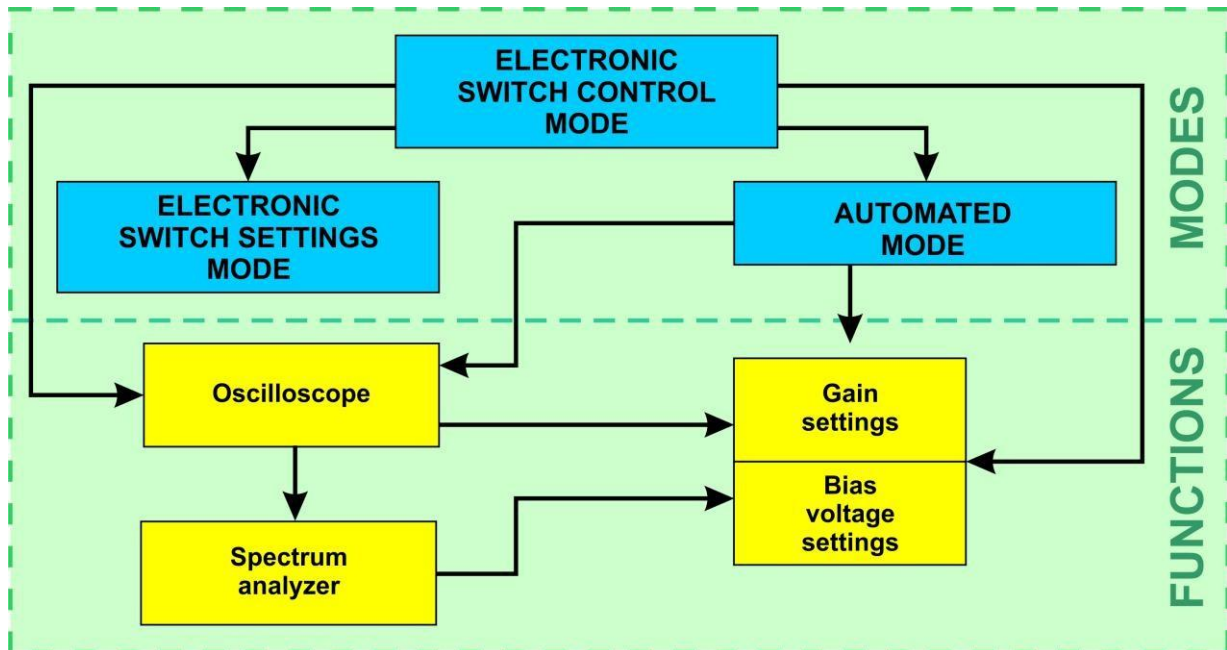 ELECTRONIC
SWITCH CONTROL
MODE
ELECTRONIC
SWITCH SETTINGS
MODE
AUTOMATED
MODE
MODES
Oscilloscope
Gain
settings
Bias
voltage
settings
Spectrum
analyzer
FUNCTIONS